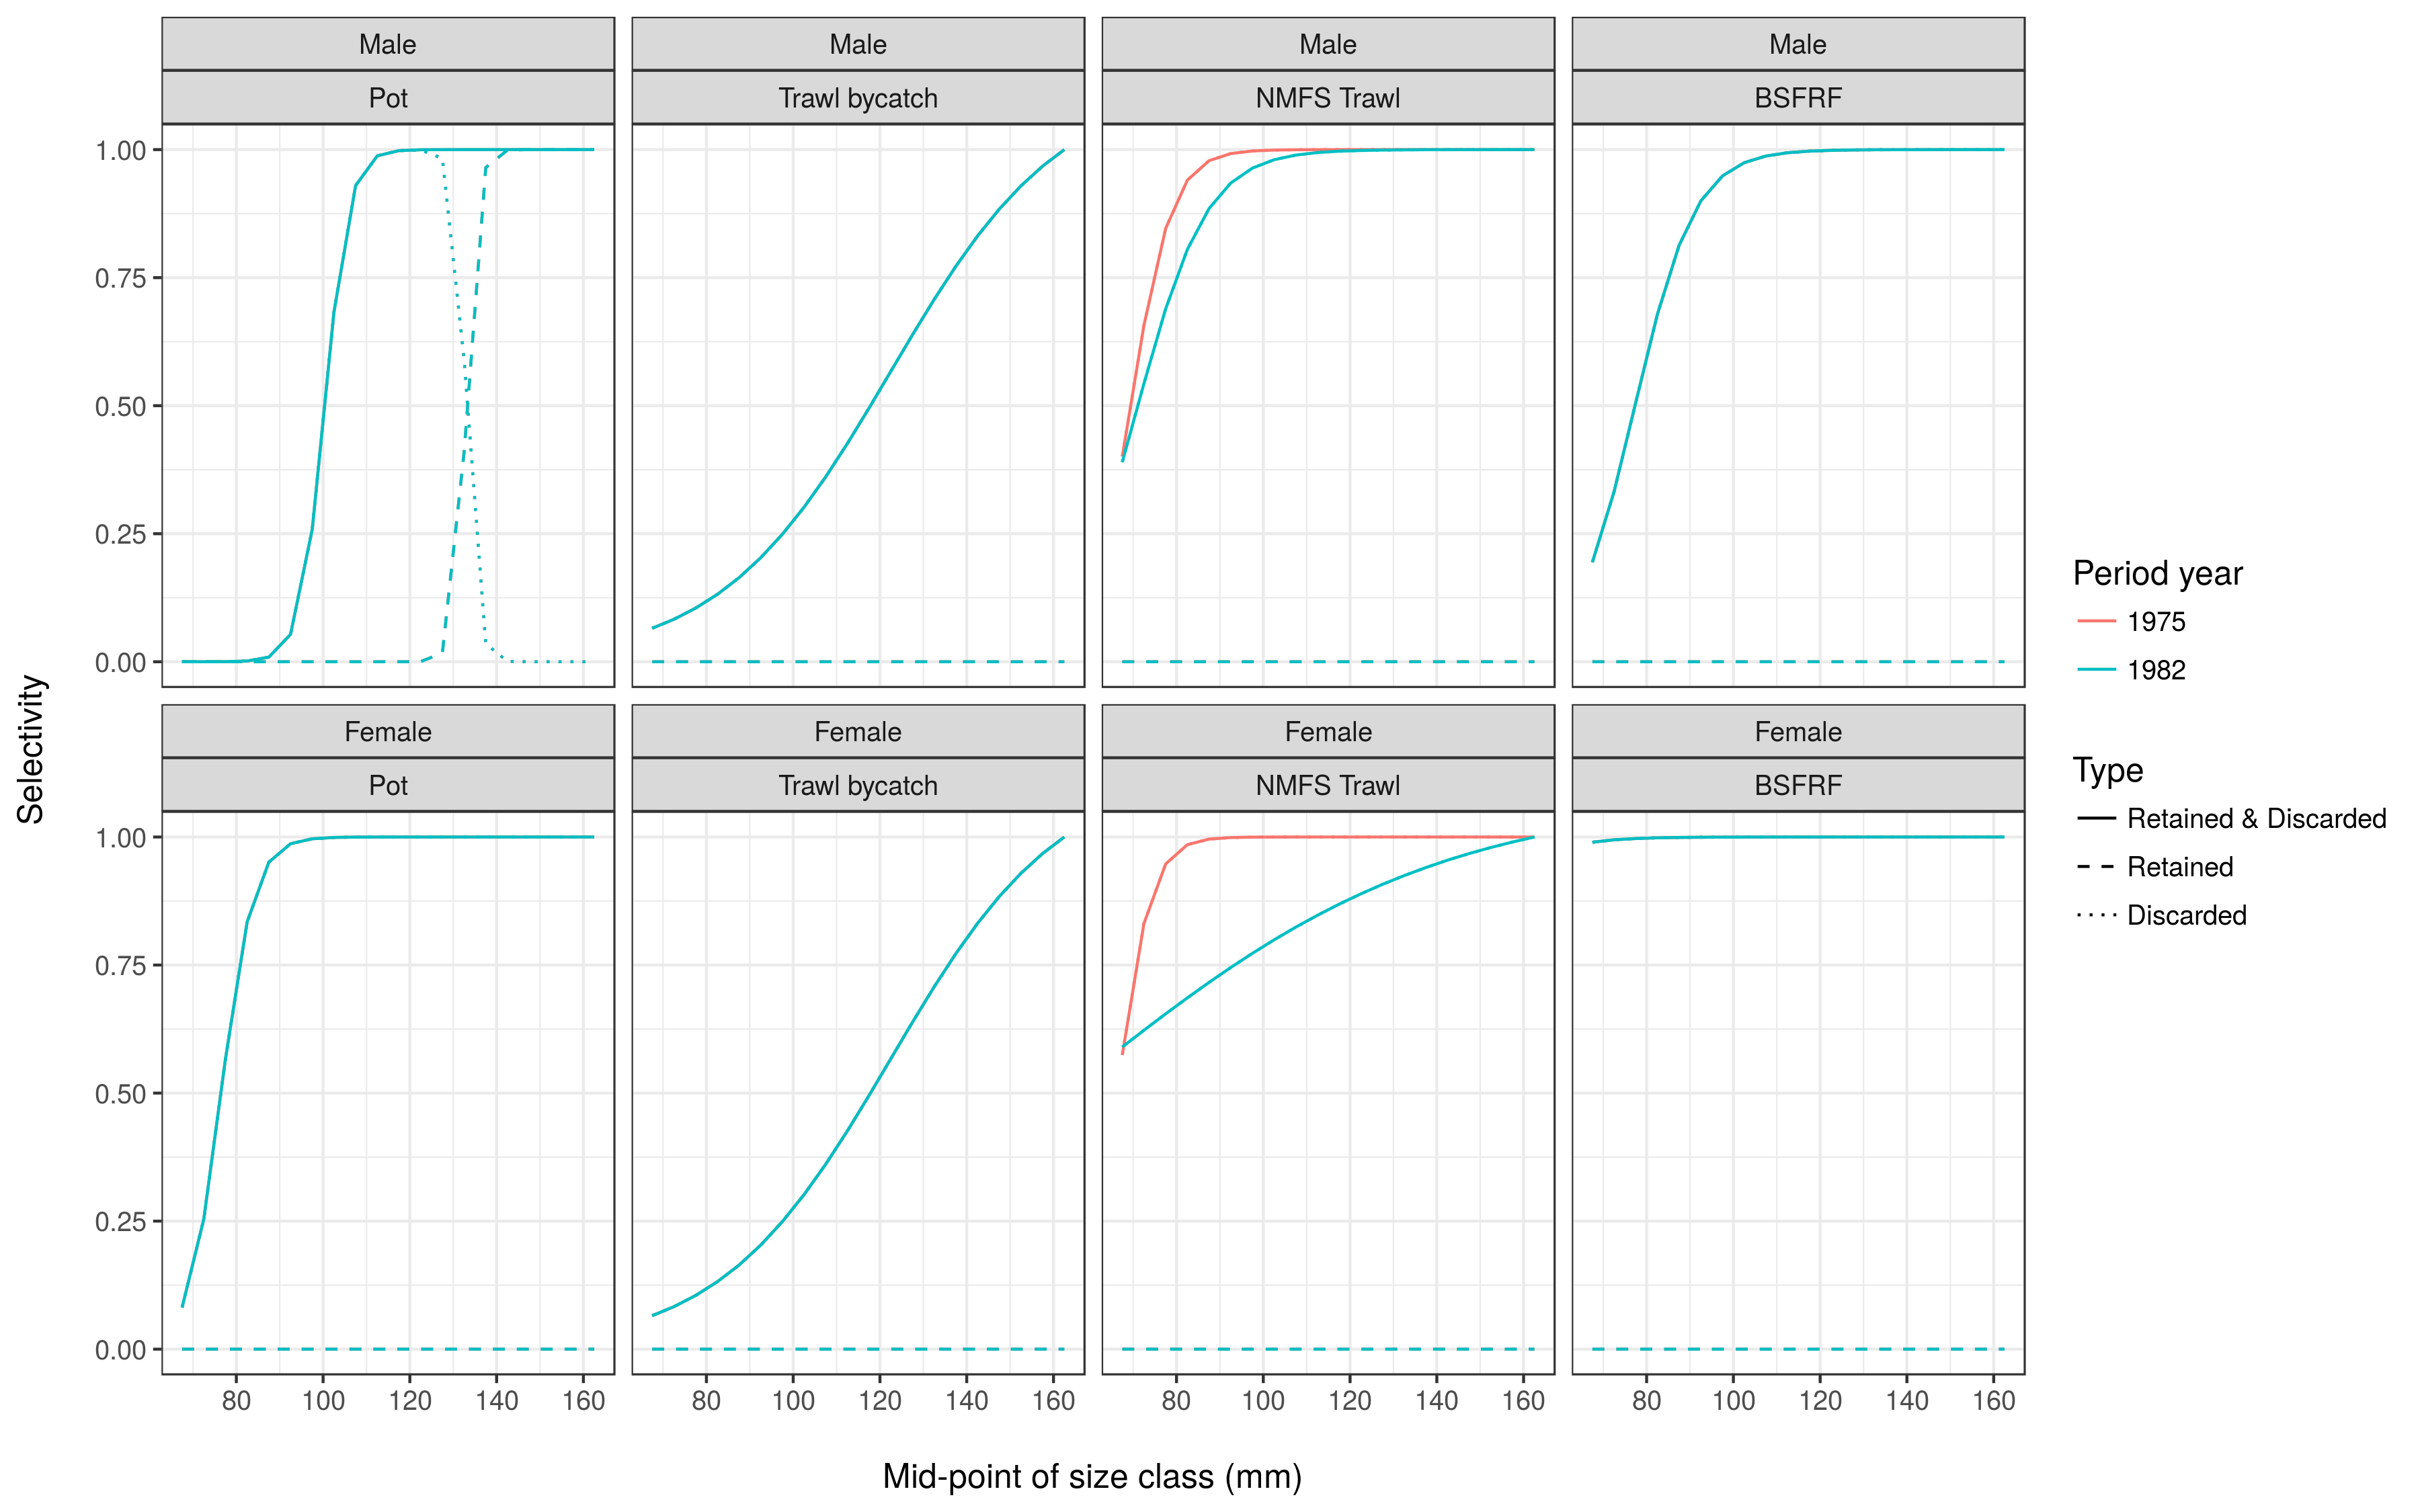 Male Male Male Male
Pot Trawl bycatch NMFS Trawl BSFRF
1.00
0.75
0.50
0.25
0.00
Female Female Female Female
Pot Trawl bycatch NMFS Trawl BSFRF
1.00
0.75
0.50
0.25
0.00
80 100 120 140 160 80 100 120 140 160 80 100 120 140 160 80 100 120 140 160
Mid-point of size class (mm)
Selectivity
Period year
1975
1982
Type
Retained & Discarded
Retained
Discarded